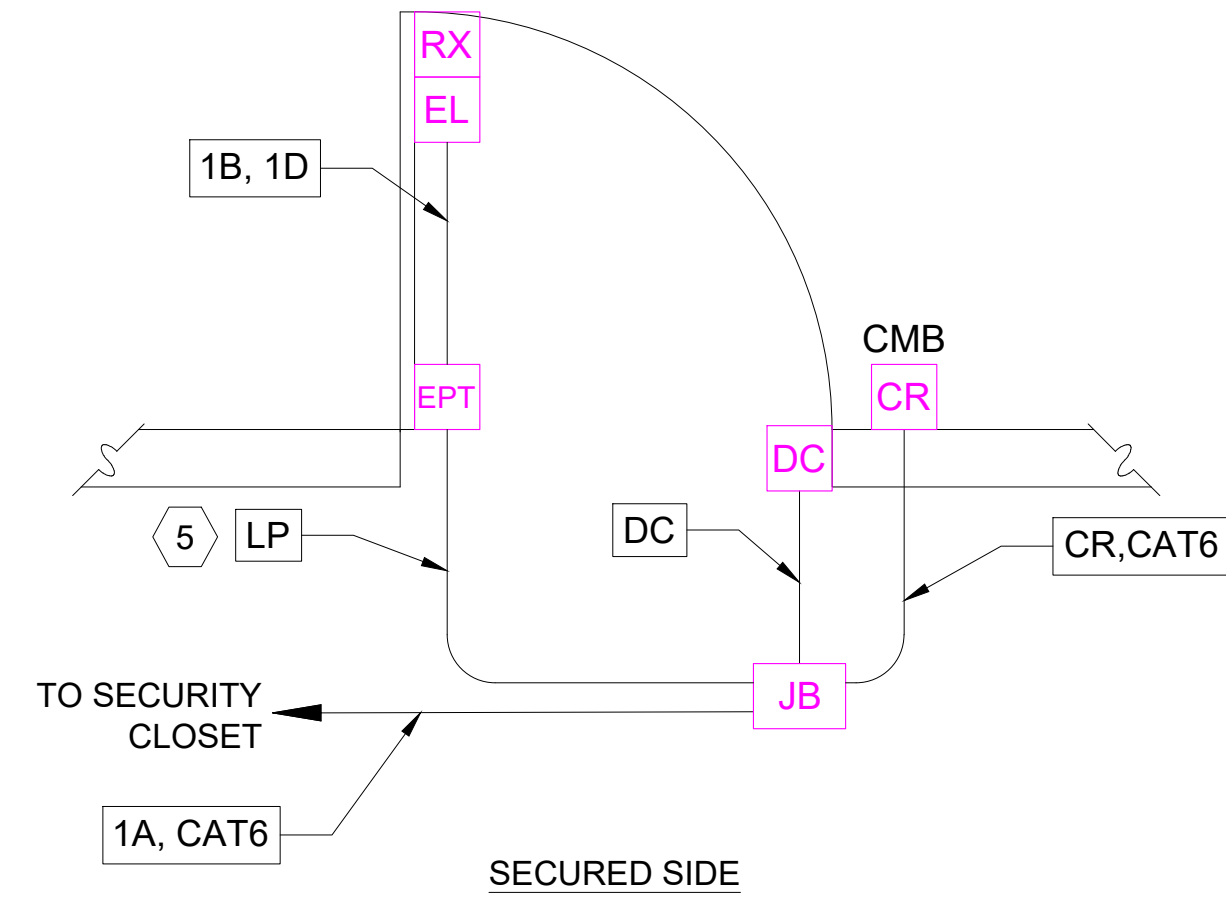 RX
EL
1B, 1D
CMB
EPT
CR
DC
5
LP
DC
CR,CAT6
TO SECURITY
CLOSET
JB
1A, CAT6
SECURED SIDE